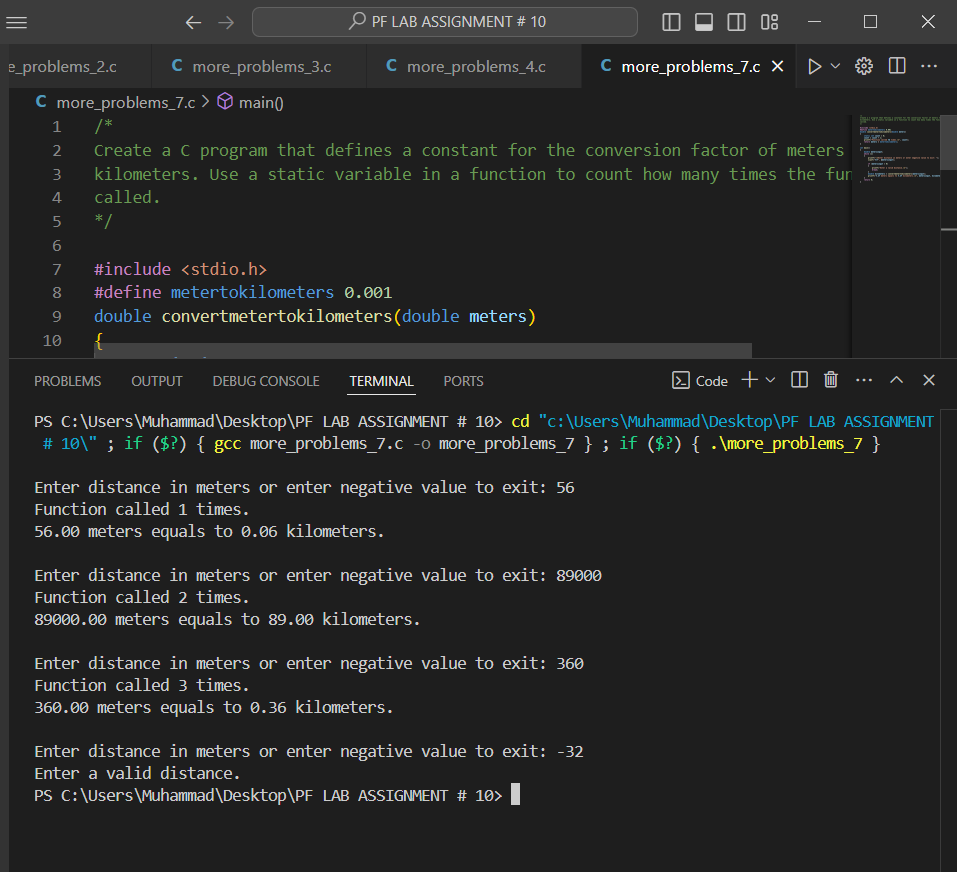 PF LAB ASSIGNMENT # 10
e_problems_2.c
C more_problems_3.c
C more_problems_4.c
C more_problems_7.c
C more_problems_7.c > main()
1 /*
2 Create a C program that defines a constant for the conversion factor of meters
3 kilometers. Use a static variable in a function to count how many times the fun
4 called.
5 */
6
7 #include <stdio.h>
8 #define metertokilometers 0.001
9 double convertmetertokilometers(double meters)
10 {
PROBLEMS OUTPUT DEBUG CONSOLE TERMINAL PORTS Code
PS C:\Users\Muhammad\Desktop\PF LAB ASSIGNMENT # 10> cd "c:\Users\Muhammad\Desktop\PF LAB ASSIGNMENT
# 10\" ; if ($?) { gcc more_problems_7.c -o more_problems_7 } ; if ($?) { .\more_problems_7 }
Enter distance in meters or enter negative value to exit: 56
Function called 1 times.
56.00 meters equals to 0.06 kilometers.
Enter distance in meters or enter negative value to exit: 89000
Function called 2 times.
89000.00 meters equals to 89.00 kilometers.
Enter distance in meters or enter negative value to exit: 360
Function called 3 times.
360.00 meters equals to 0.36 kilometers.
Enter distance in meters or enter negative value to exit: -32
Enter a valid distance.
PS C:\Users\Muhammad\Desktop\PF LAB ASSIGNMENT # 10>